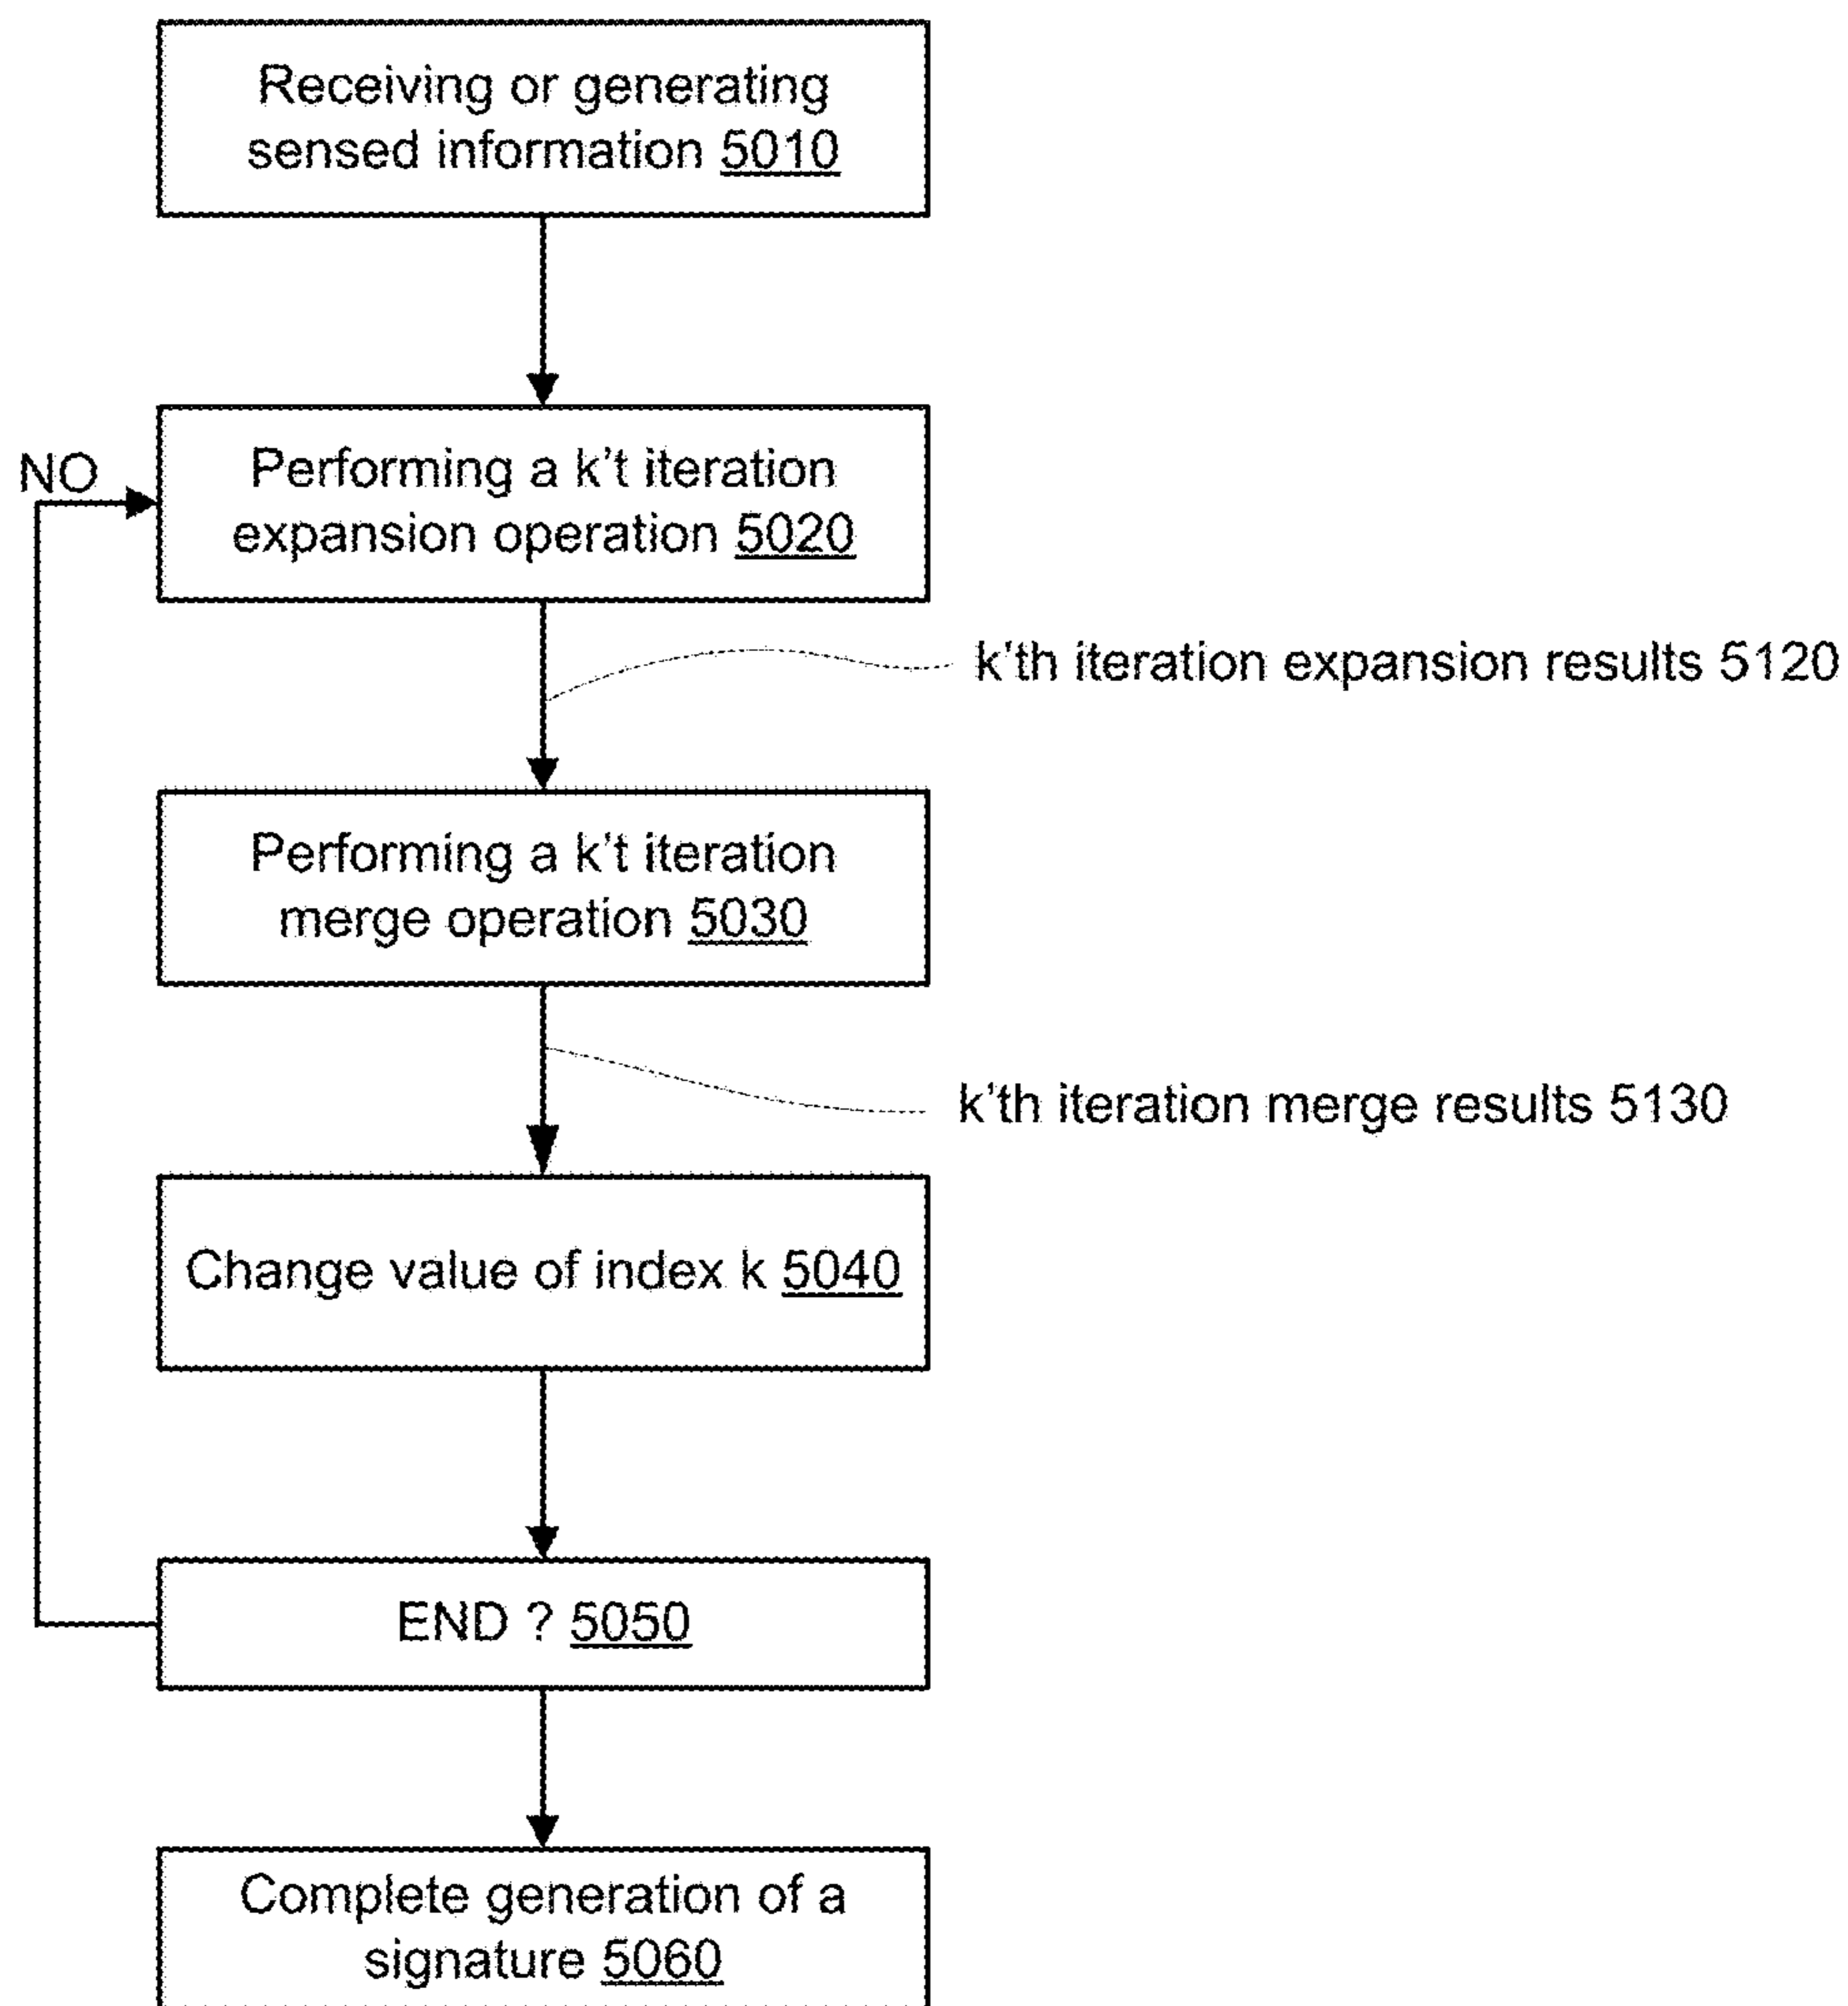 Receiving or generating
sensed information 5010
NO
Performing a k't iteration
expansion operation 5020
k'th iteration expansion results 5120
Performing a k't iteration
merge operation 5030
k'th iteration merge results 5130
Change value of index k 5040
END ? 5050
Complete generation of a
signature 5060